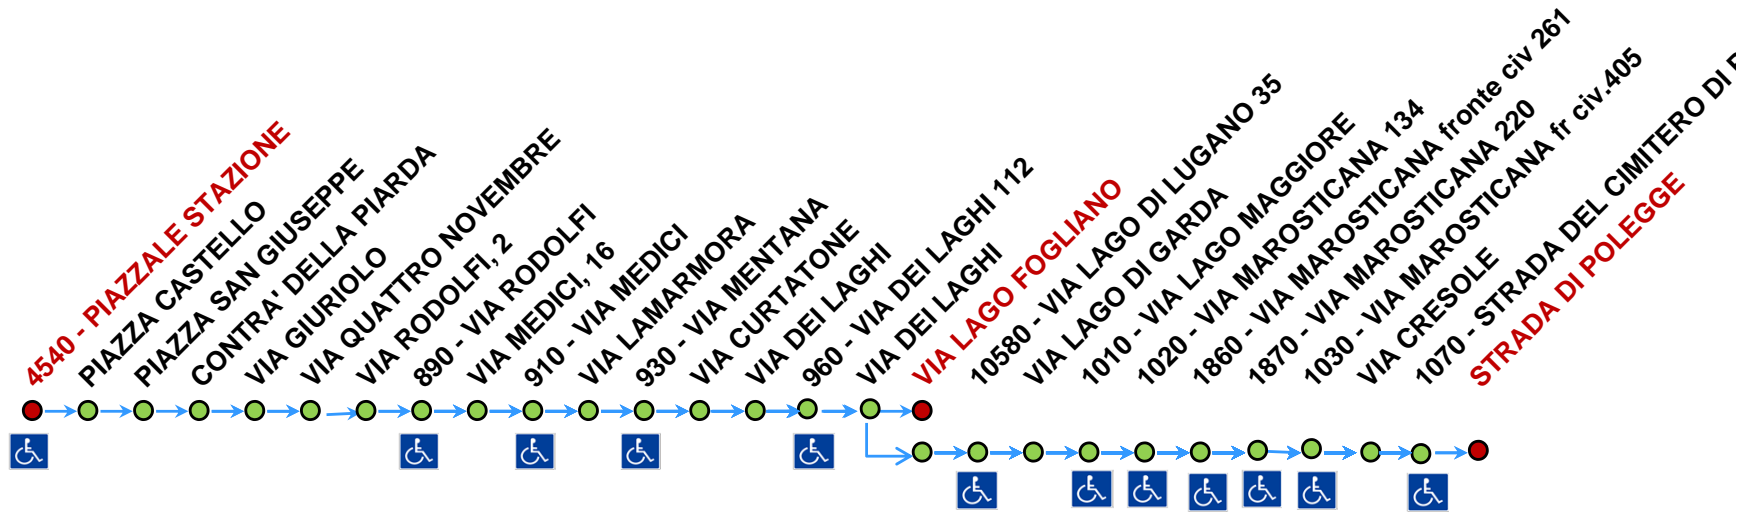 4540 - PIAZZALE STAZIONE
PIAZZA CASTELLO
PIAZZA SAN GIUSEPPE
CONTRA' DELLA PIARDA
VIA GIURIOLO
VIA QUATTRO NOVEMBRE
VIA RODOLFI, 2
890 - VIA RODOLFI
VIA MEDICI, 16
910 - VIA MEDICI
VIA LAMARMORA
930 - VIA MENTANA
VIA CURTATONE
VIA DEI LAGHI
960 - VIA DEI LAGHI 112
VIA DEI LAGHI
VIA LAGO FOGLIANO
10580 - VIA LAGO DI LUGANO 35
VIA LAGO DI GARDA
1010 - VIA LAGO MAGGIORE
1020 - VIA MAROSTICANA 134
1860 - VIA MAROSTICANA fronte civ 261
1870 - VIA MAROSTICANA 220
1030 - VIA MAROSTICANA fr civ.405
VIA CRESOLE
1070 - STRADA DEL CIMITERO DI
STRADA DI POLEGGE